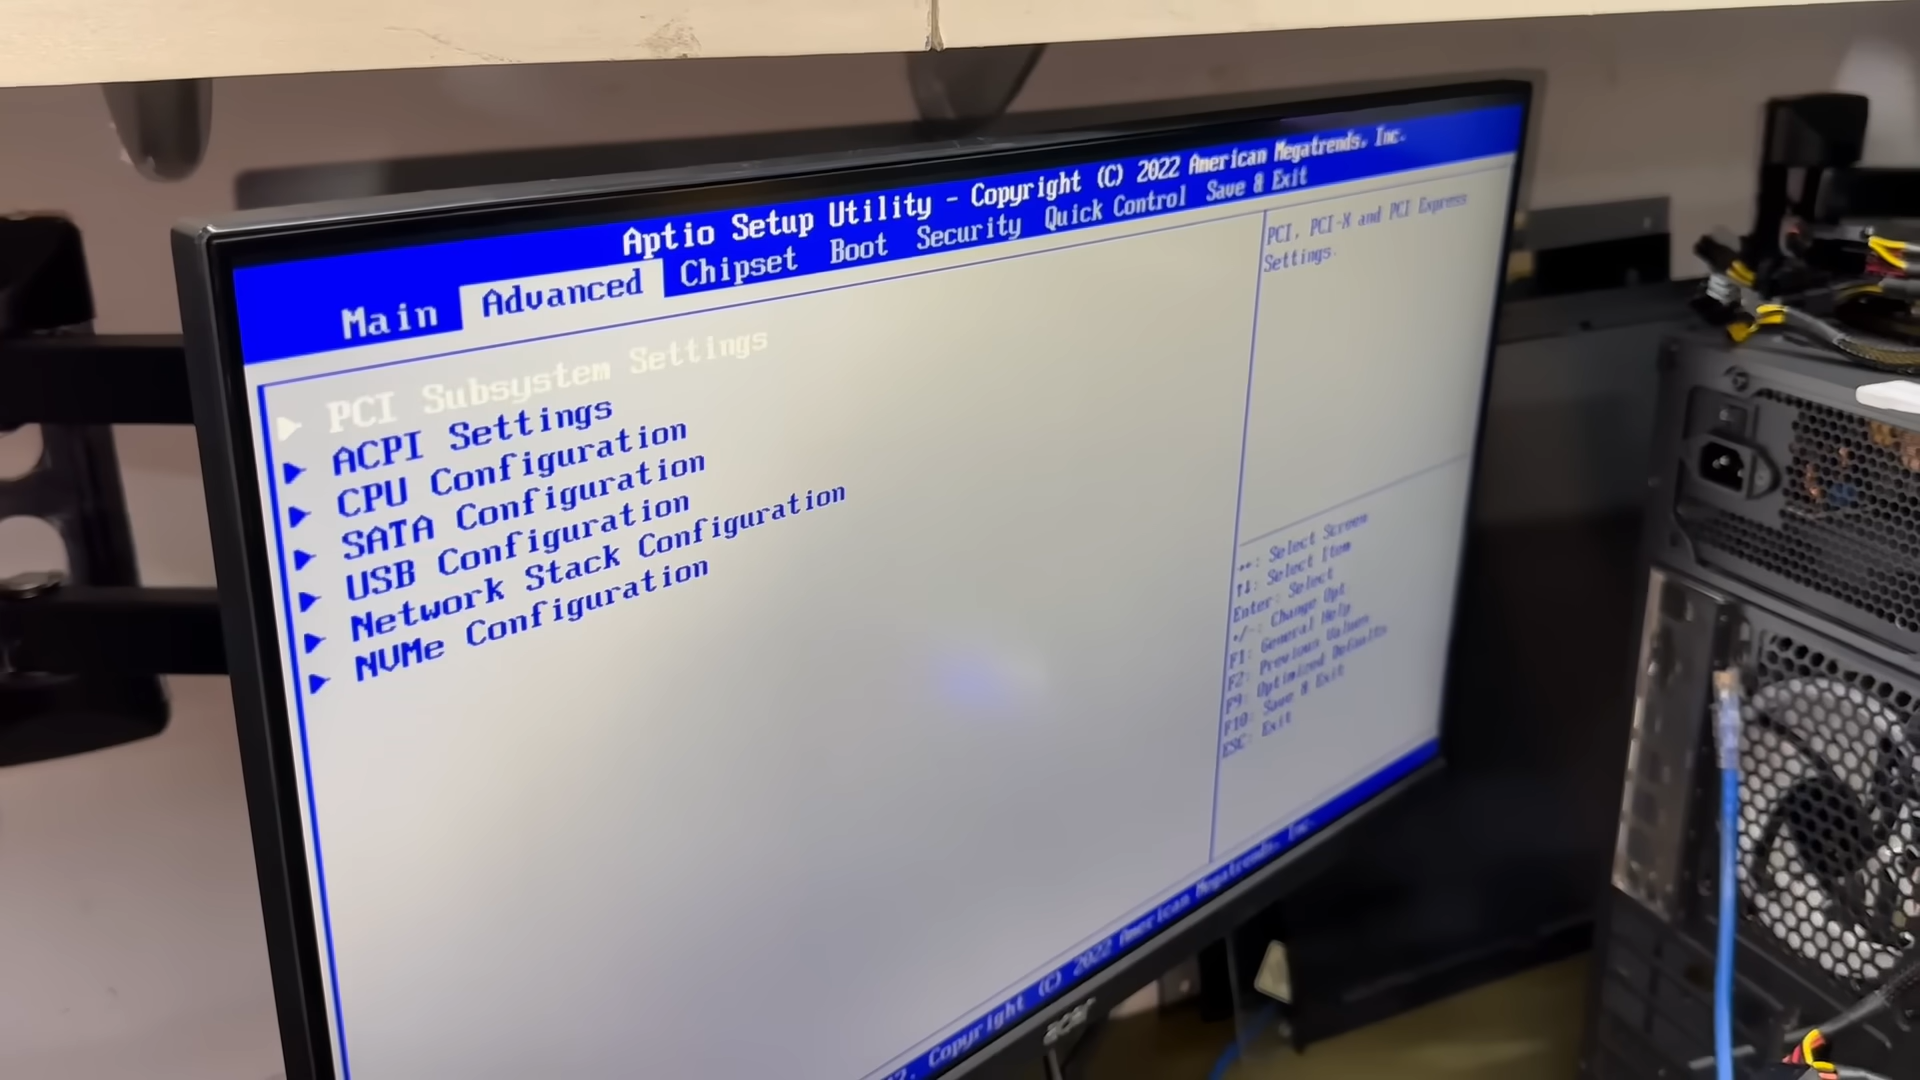 Aptio Setup Utility - Copyright (C) 2022 American Megatrends, Inc.
Main Advanced Chipset Boot Security Quick Control Save & Exit
► PCI Subsystem Settings
► ACPI Settings
► CPU Configuration
► SATA Configuration
► USB Configuration
► Network Stack Configuration
► NVMe Configuration
PCI, PCI-X and PCI Express
Settings.
↔: Select Screen
↑↓: Select Item
Enter: Select
+/-: Change Opt.
F1: General Help
F2: Previous Values
F9: Optimized Defaults
F10: Save & Exit
ESC: Exit
Copyright (C) 2022 American Megatrends, Inc.
acer